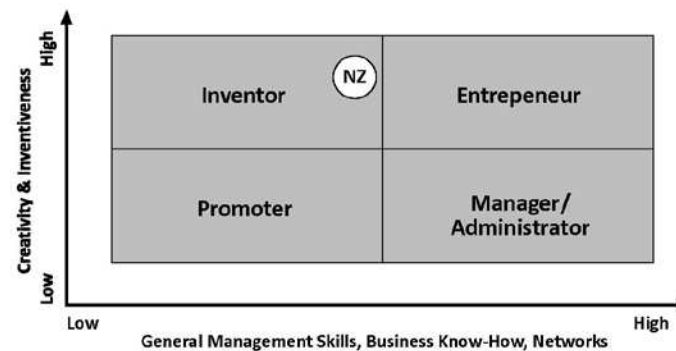 Creativity & Inventiveness
High
Low
Inventor
NZ
Entrepeneur
Promoter
Manager/
Administrator
Low
High
General Management Skills, Business Know-How, Networks